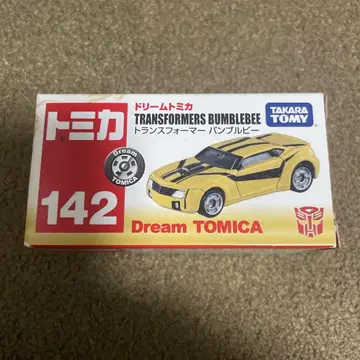 トミカ
ドリームトミカ
TRANSFORMERS BUMBLEBEE
トランスフォーマー バンブルビー
TAKARA
TOMY
Dream
TOMICA
142
Dream TOMICA